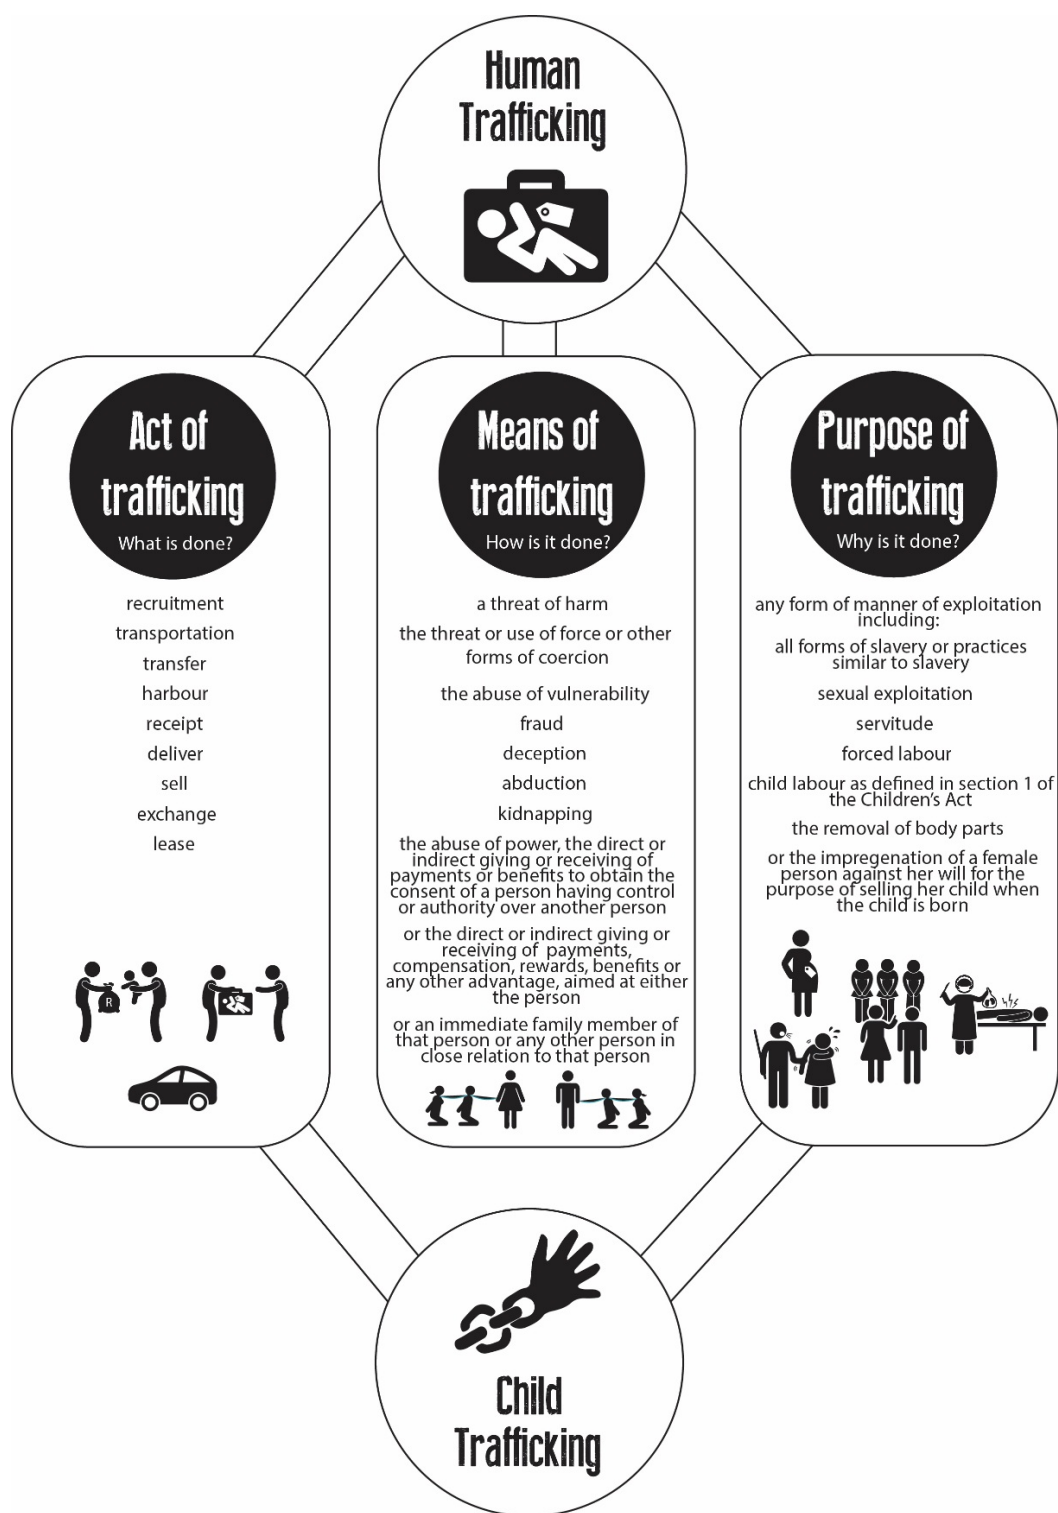 Human
Trafficking
Act of
trafficking
What is done?
recruitment
transportation
transfer
harbour
receipt
deliver
sell
exchange
lease
R
Means of
trafficking
How is it done?
a threat of harm
the threat or use of force or other
forms of coercion
the abuse of vulnerability
fraud
deception
abduction
kidnapping
the abuse of power, the direct or
indirect giving or receiving of
payments or benefits to obtain the
consent of a person having control
or authority over another person
or the direct or indirect giving or
receiving of payments,
compensation, rewards, benefits or
any other advantage, aimed at either
the person
or an immediate family member of
that person or any other person in
close relation to that person
Purpose of
trafficking
Why is it done?
any form of manner of exploitation
including:
all forms of slavery or practices
similar to slavery
sexual exploitation
servitude
forced labour
child labour as defined in section 1 of
the Children's Act
the removal of body parts
or the impregenation of a female
person against her will for the
purpose of selling her child when
the child is born
Child
Trafficking